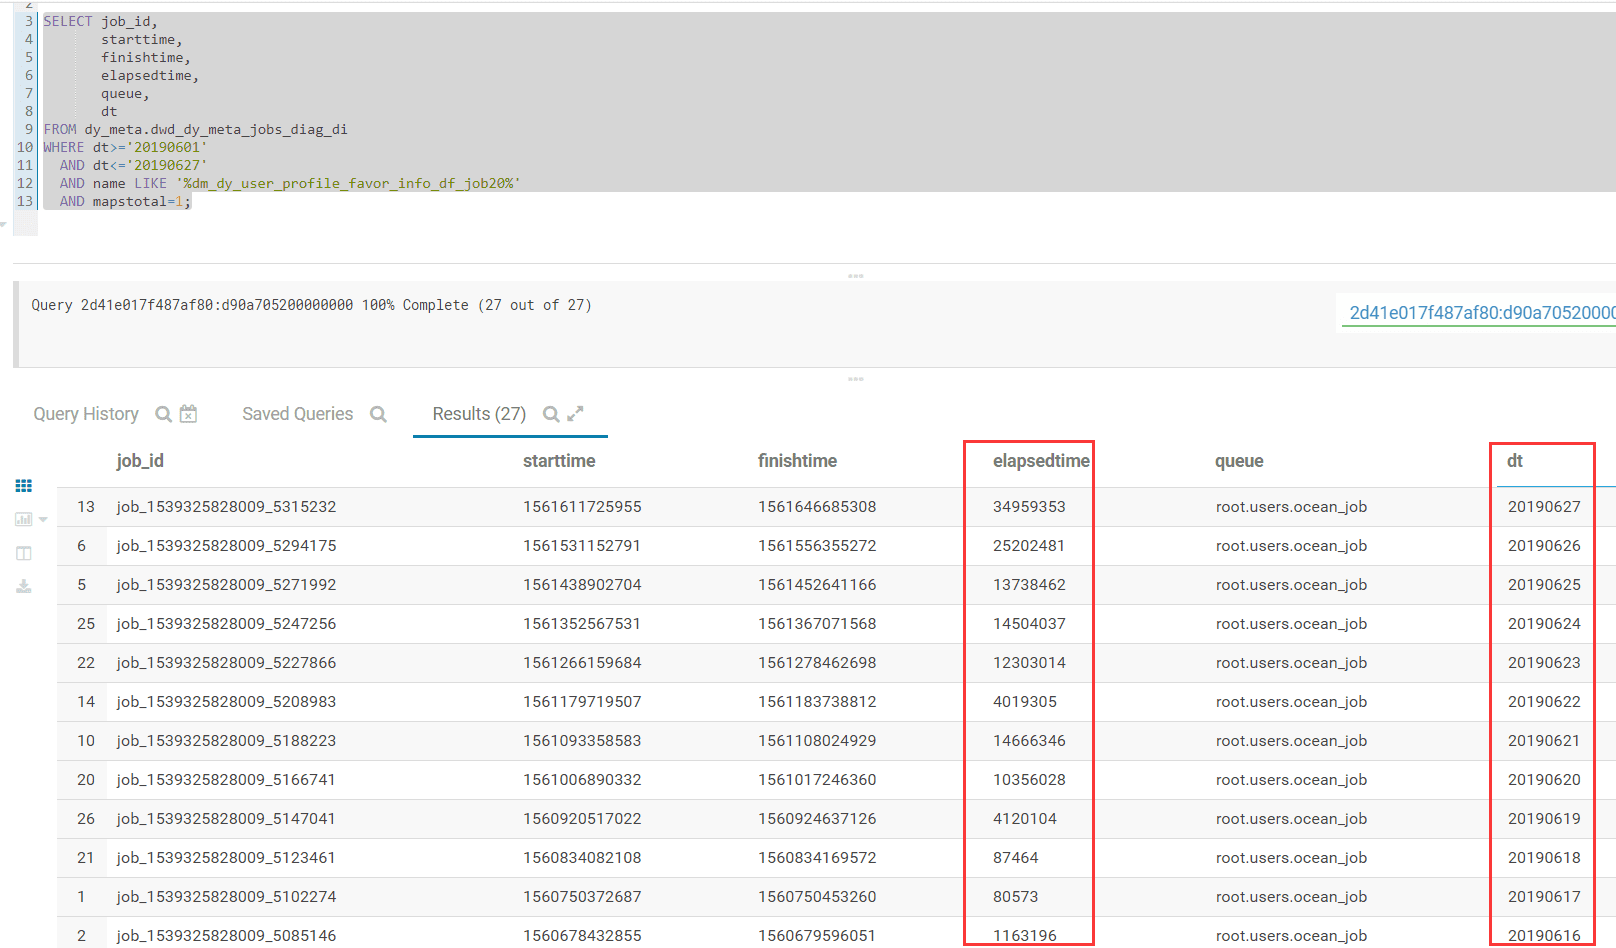 2
3 SELECT job_id,
4 starttime,
5 finishtime,
6 elapsedtime,
7 queue,
8 dt
9 FROM dy_meta.dwd_dy_meta_jobs_diag_di
10 WHERE dt>='20190601'
11 AND dt<='20190627'
12 AND name LIKE '%dm_dy_user_profile_favor_info_df_job20%'
13 AND mapstotal=1;
Query 2d41e017f487af80:d90a705200000000 100% Complete (27 out of 27)
2d41e017f487af80:d90a7052000
Query History Saved Queries Results (27)
job_id starttime finishtime elapsedtime queue dt
13 job_1539325828009_5315232 1561611725955 1561646685308 34959353 root.users.ocean_job 20190627
6 job_1539325828009_5294175 1561531152791 1561556355272 25202481 root.users.ocean_job 20190626
5 job_1539325828009_5271992 1561438902704 1561452641166 13738462 root.users.ocean_job 20190625
25 job_1539325828009_5247256 1561352567531 1561367071568 14504037 root.users.ocean_job 20190624
22 job_1539325828009_5227866 1561266159684 1561278462698 12303014 root.users.ocean_job 20190623
14 job_1539325828009_5208983 1561179719507 1561183738812 4019305 root.users.ocean_job 20190622
10 job_1539325828009_5188223 1561093358583 1561108024929 14666346 root.users.ocean_job 20190621
20 job_1539325828009_5166741 1561006890332 1561017246360 10356028 root.users.ocean_job 20190620
26 job_1539325828009_5147041 1560920517022 1560924637126 4120104 root.users.ocean_job 20190619
21 job_1539325828009_5123461 1560834082108 1560834169572 87464 root.users.ocean_job 20190618
1 job_1539325828009_5102274 1560750372687 1560750453260 80573 root.users.ocean_job 20190617
2 job_1539325828009_5085146 1560678432855 1560679596051 1163196 root.users.ocean_job 20190616